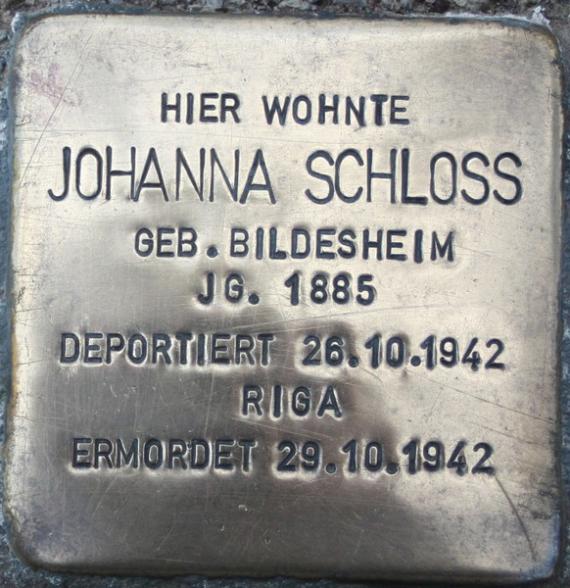 HIER WOHNTE
JOHANNA SCHLOSS
GEB. BILDESHEIM
JG. 1885
DEPORTIERT 26.10.1942
RIGA
ERMORDET 29.10.1942